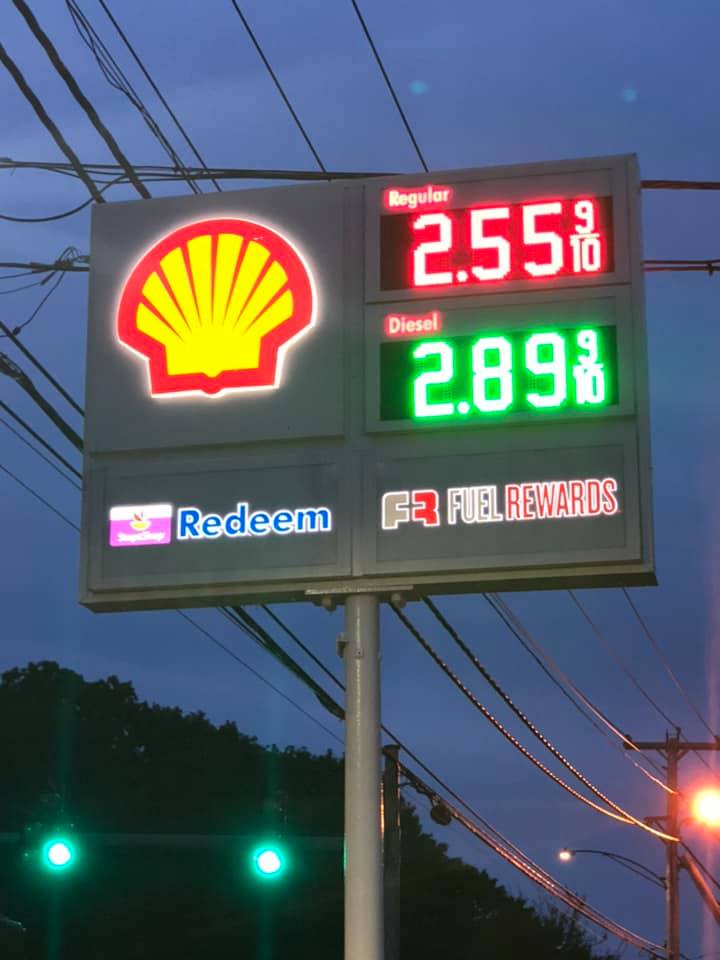 Regular
2.55 9/10
Diesel
2.89 9/10
Stop&Shop Redeem
FR FUEL REWARDS